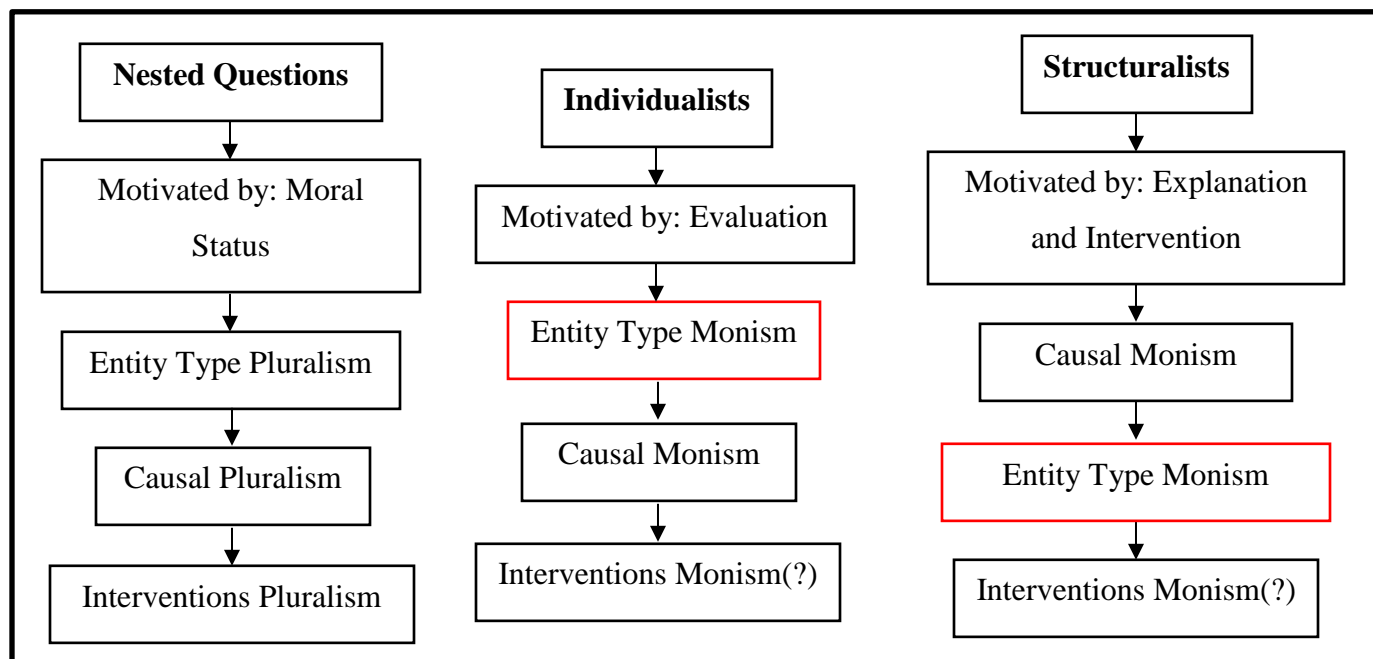 Nested Questions
Motivated by: Moral
Status
Entity Type Pluralism
Causal Pluralism
Interventions Pluralism
Individualists
Motivated by: Evaluation
Entity Type Monism
Causal Monism
Interventions Monism(?)
Structuralists
Motivated by: Explanation
and Intervention
Causal Monism
Entity Type Monism
Interventions Monism(?)